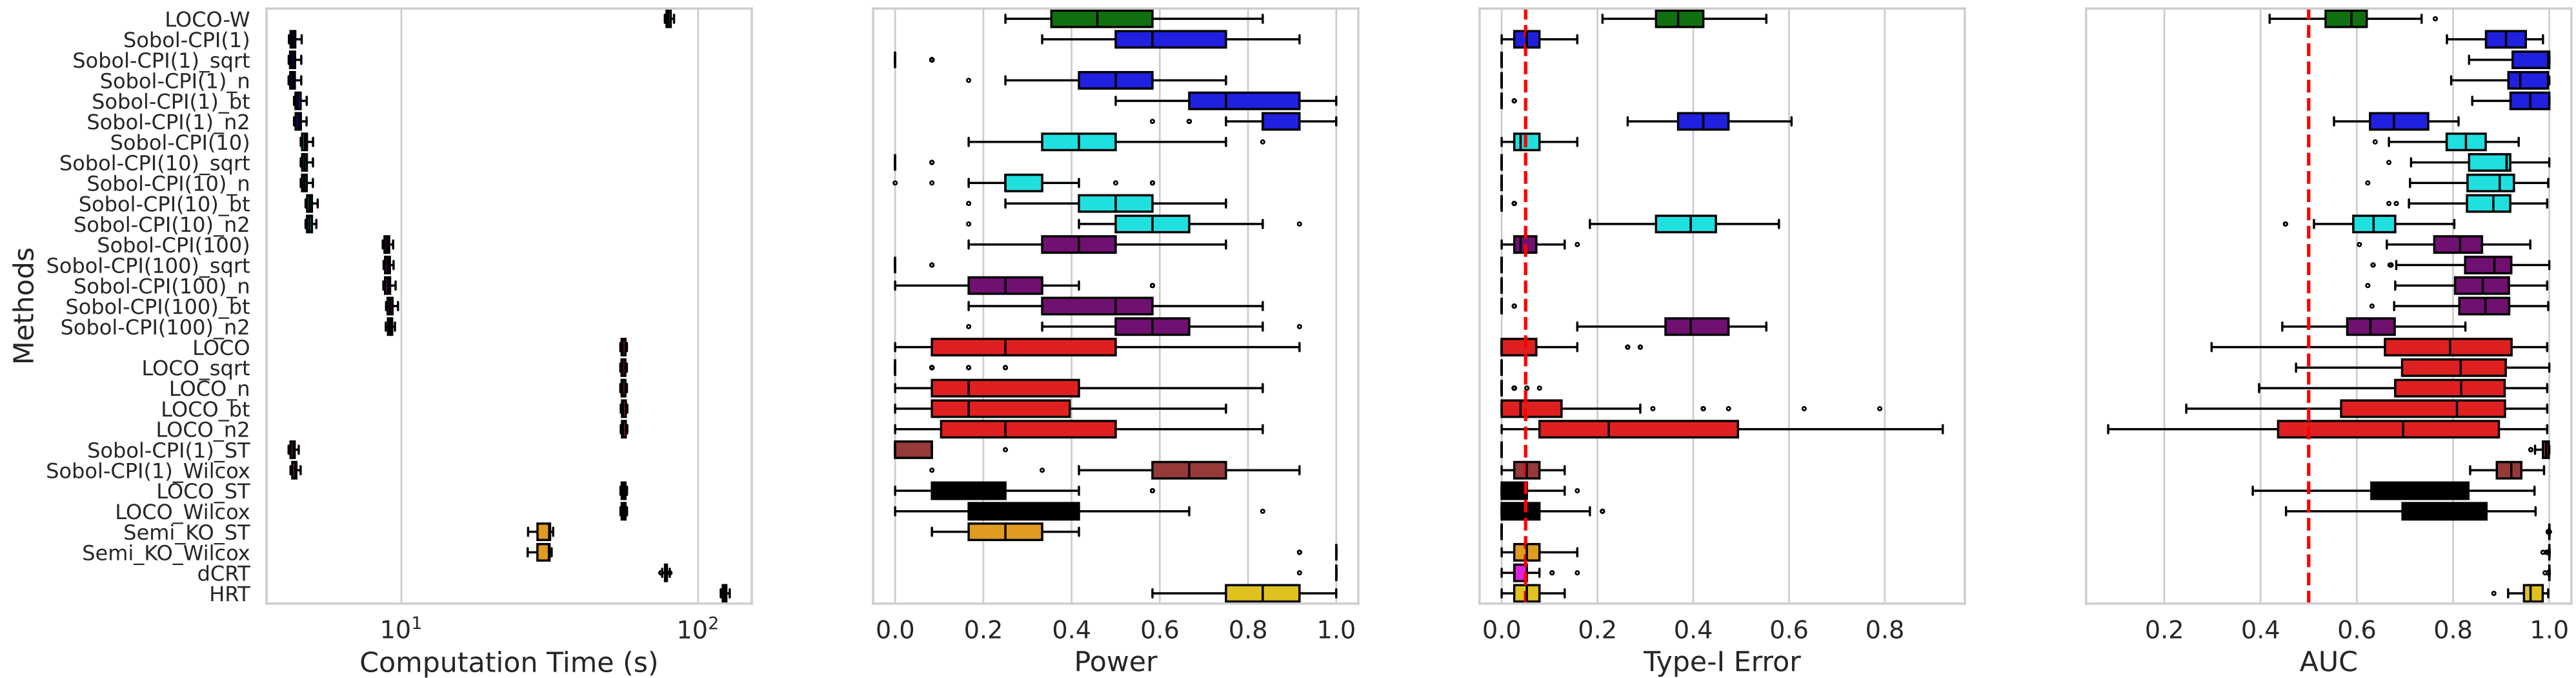 Methods
LOCO-W
Sobol-CPI(1)
Sobol-CPI(1)_sqrt
Sobol-CPI(1)_n
Sobol-CPI(1)_bt
Sobol-CPI(1)_n2
Sobol-CPI(10)
Sobol-CPI(10)_sqrt
Sobol-CPI(10)_n
Sobol-CPI(10)_bt
Sobol-CPI(10)_n2
Sobol-CPI(100)
Sobol-CPI(100)_sqrt
Sobol-CPI(100)_n
Sobol-CPI(100)_bt
Sobol-CPI(100)_n2
LOCO
LOCO_sqrt
LOCO_n
LOCO_bt
LOCO_n2
Sobol-CPI(1)_ST
Sobol-CPI(1)_Wilcox
LOCO_ST
LOCO_Wilcox
Semi_KO_ST
Semi_KO_Wilcox
dCRT
HRT
10¹ 10²
Computation Time (s)
0.0 0.2 0.4 0.6 0.8 1.0
Power
0.0 0.2 0.4 0.6 0.8
Type-I Error
0.2 0.4 0.6 0.8 1.0
AUC